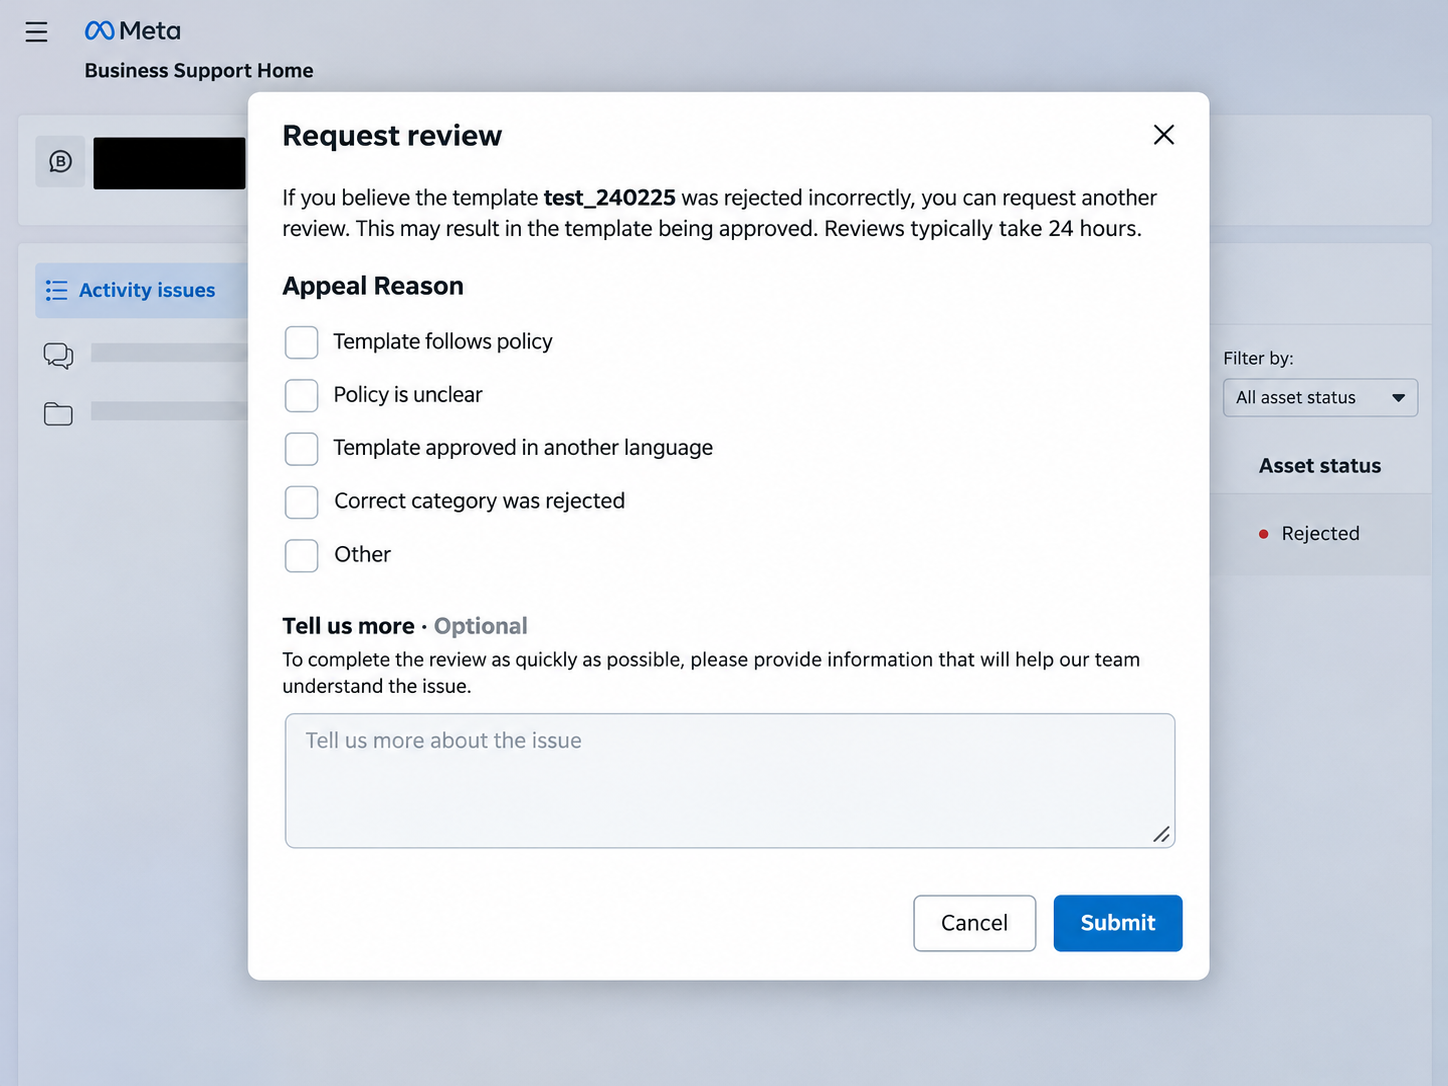 Meta
Business Support Home
B
Request review
If you believe the template test_240225 was rejected incorrectly, you can request another
review. This may result in the template being approved. Reviews typically take 24 hours.
Appeal Reason
Template follows policy
Policy is unclear
Template approved in another language
Correct category was rejected
Other
Tell us more · Optional
To complete the review as quickly as possible, please provide information that will help our team
understand the issue.
Tell us more about the issue
Cancel
Submit
Activity issues
Filter by:
All asset status
Asset status
Rejected